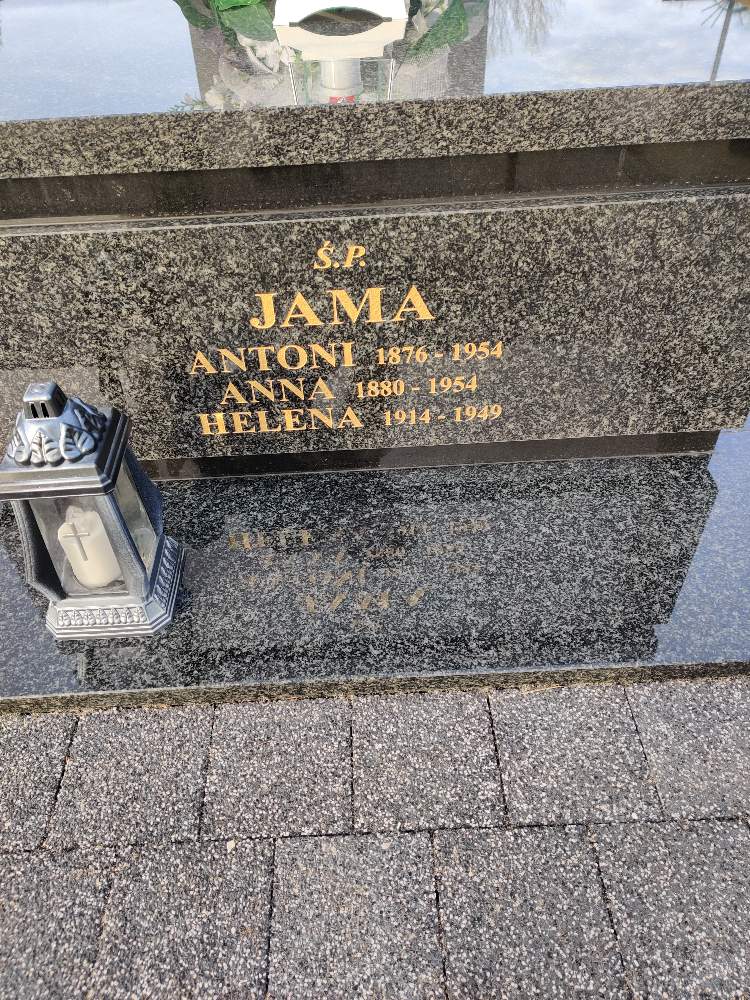 Ś.P.
JAMA
ANTONI 1876 - 1954
ANNA 1880 - 1954
HELENA 1914 - 1949